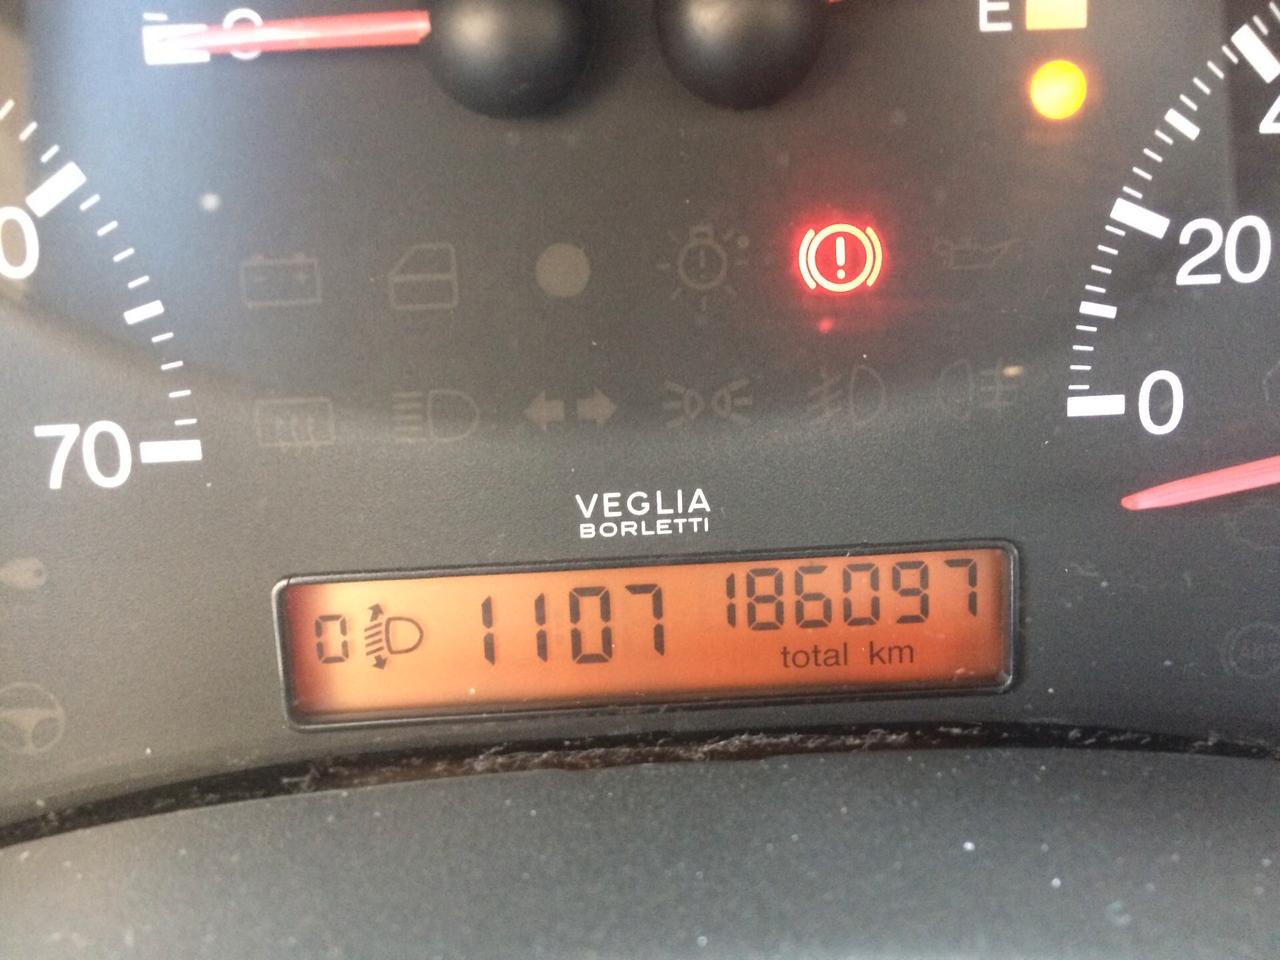 C
E
0
20
0
70
VEGLIA
BORLETTI
0 1107 186097
total km